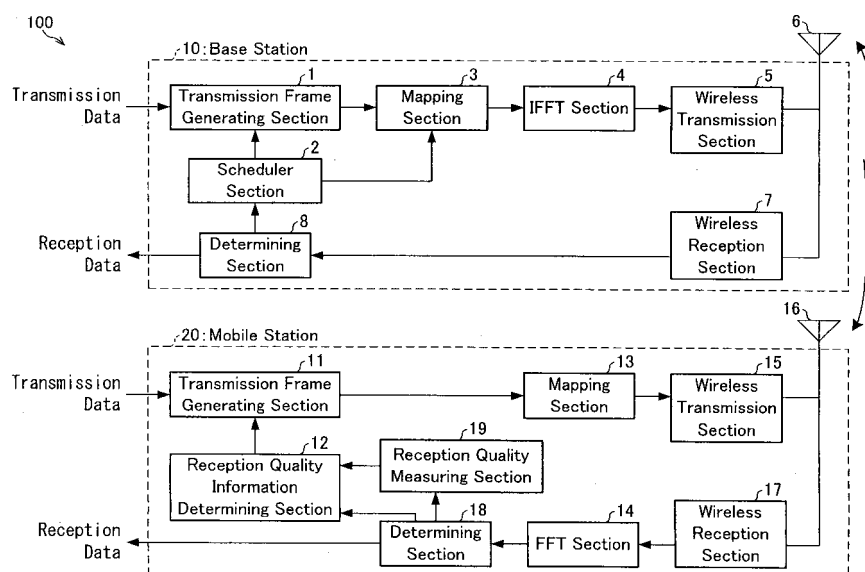 100
10:Base Station
6
1
3
4
5
Transmission
Data
Transmission Frame
Generating Section
Mapping
Section
IFFT Section
Wireless
Transmission
Section
2
Scheduler
Section
7
8
Reception
Data
Determining
Section
Wireless
Reception
Section
16
20:Mobile Station
11
13
15
Transmission
Data
Transmission Frame
Generating Section
Mapping
Section
Wireless
Transmission
Section
12
19
Reception Quality
Information
Determining Section
Reception Quality
Measuring Section
18
14
17
Reception
Data
Determining
Section
FFT Section
Wireless
Reception
Section